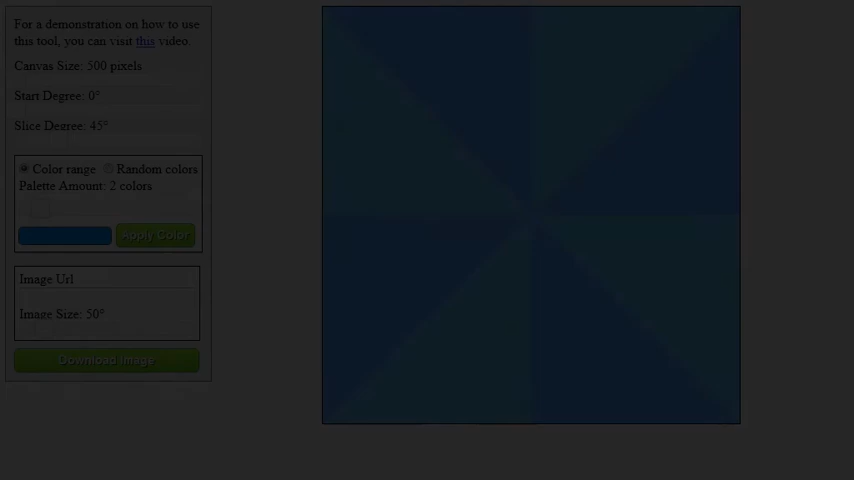 For a demonstration on how to use
this tool, you can visit this video.
Canvas Size: 500 pixels
Start Degree: 0°
Slice Degree: 45°
Color range Random colors
Palette Amount: 2 colors
Apply Color
Image Url
Image Size: 50°
Download Image